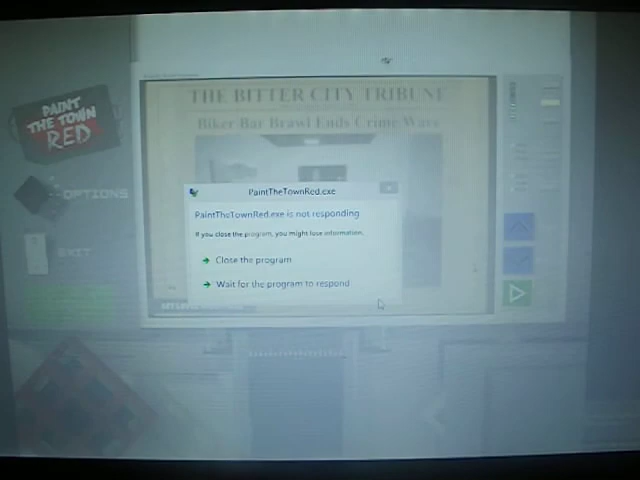 PAINT
THE TOWN
RED
OPTIONS
EXIT
THE BITTER CITY TRIBUNE
Biker Bar Brawl Ends Crime Wars
PaintTheTownRed.exe
PaintTheTownRed.exe is not responding
If you close the program, you might lose information.
Close the program
Wait for the program to respond